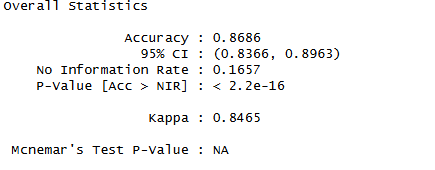 Overall Statistics
Accuracy : 0.8686
95% CI : (0.8366, 0.8963)
No Information Rate : 0.1657
P-Value [Acc > NIR] : < 2.2e-16
Kappa : 0.8465
Mcnemar's Test P-Value : NA